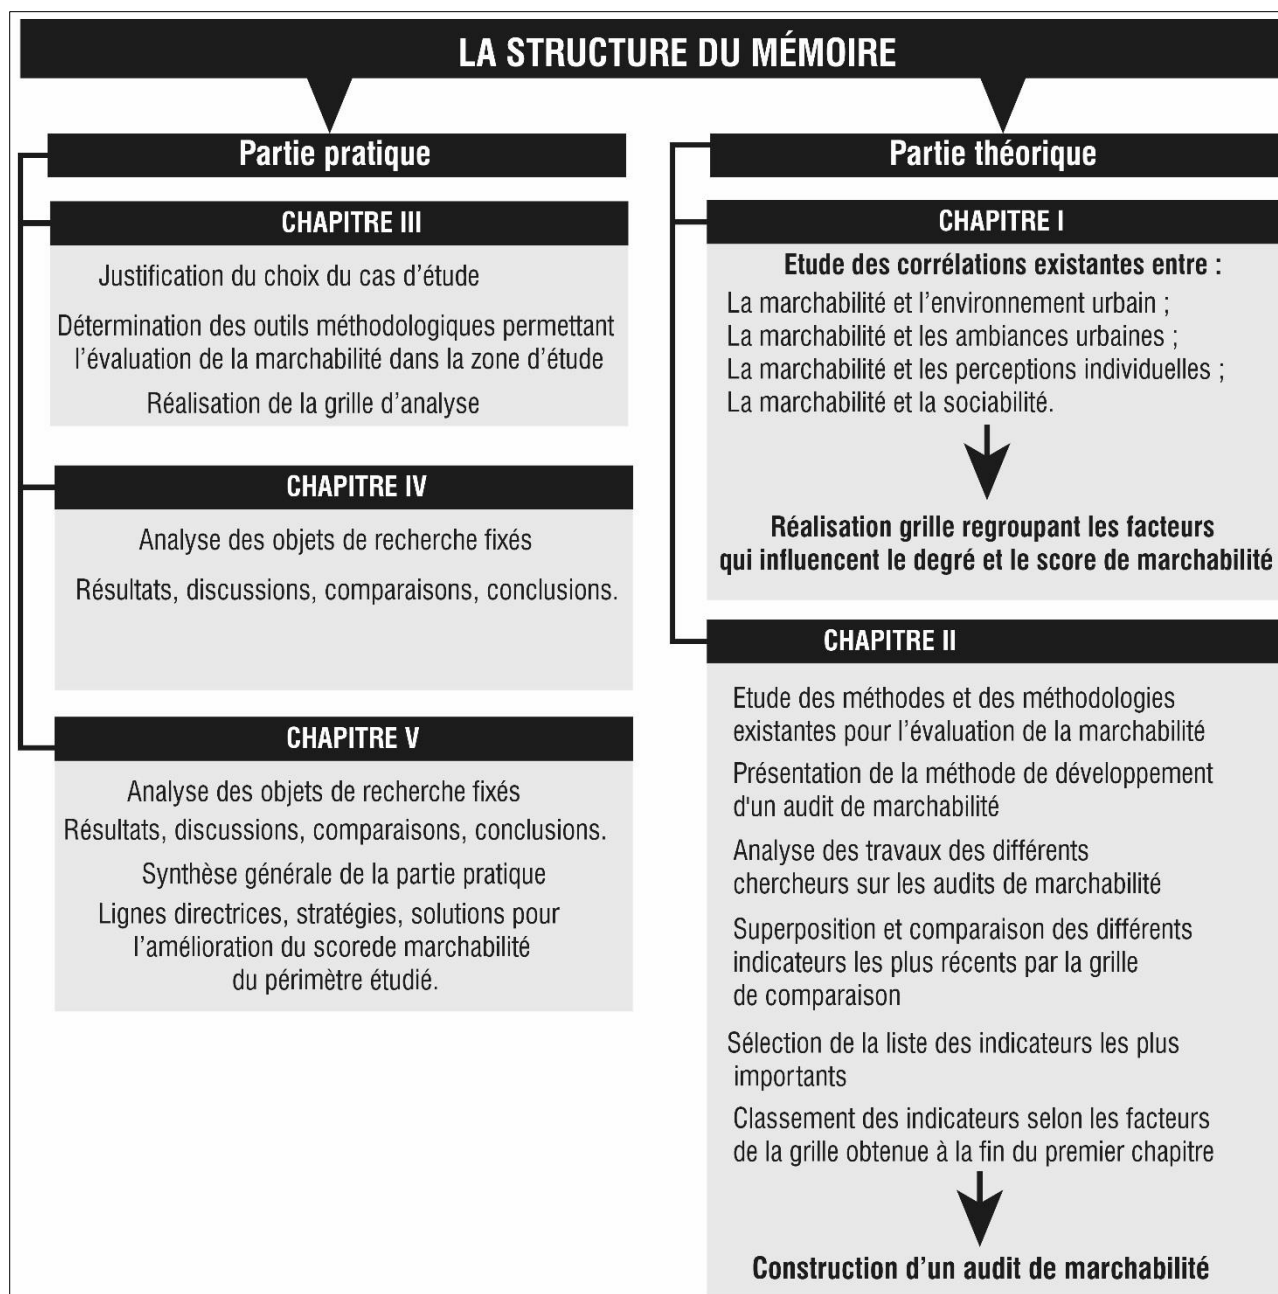 LA STRUCTURE DU MÉMOIRE
Partie pratique
CHAPITRE III
Justification du choix du cas d’étude
Détermination des outils méthodologiques permettant
l’évaluation de la marchabilité dans la zone d’étude
Réalisation de la grille d’analyse
CHAPITRE IV
Analyse des objets de recherche fixés
Résultats, discussions, comparaisons, conclusions.
CHAPITRE V
Analyse des objets de recherche fixés
Résultats, discussions, comparaisons, conclusions.
Synthèse générale de la partie pratique
Lignes directrices, stratégies, solutions pour
l’amélioration du scorede marchabilité
du périmètre étudié.
Partie théorique
CHAPITRE I
Etude des corrélations existantes entre :
La marchabilité et l’environnement urbain ;
La marchabilité et les ambiances urbaines ;
La marchabilité et les perceptions individuelles ;
La marchabilité et la sociabilité.
Réalisation grille regroupant les facteurs
qui influencent le degré et le score de marchabilité
CHAPITRE II
Etude des méthodes et des méthodologies
existantes pour l’évaluation de la marchabilité
Présentation de la méthode de développement
d'un audit de marchabilité
Analyse des travaux des différents
chercheurs sur les audits de marchabilité
Superposition et comparaison des différents
indicateurs les plus récents par la grille
de comparaison
Sélection de la liste des indicateurs les plus
importants
Classement des indicateurs selon les facteurs
de la grille obtenue à la fin du premier chapitre
Construction d’un audit de marchabilité